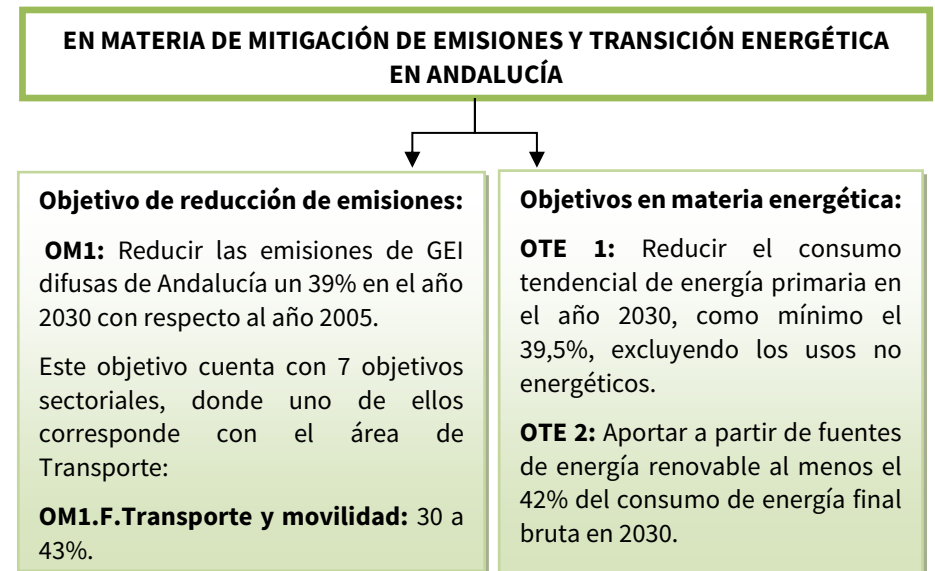 EN MATERIA DE MITIGACIÓN DE EMISIONES Y TRANSICIÓN ENERGÉTICA
EN ANDALUCÍA
Objetivo de reducción de emisiones:
OM1: Reducir las emisiones de GEI
difusas de Andalucía un 39% en el año
2030 con respecto al año 2005.
Este objetivo cuenta con 7 objetivos
sectoriales, donde uno de ellos
corresponde con el área de
Transporte:
OM1.F.Transporte y movilidad: 30 a
43%.
Objetivos en materia energética:
OTE 1: Reducir el consumo
tendencial de energía primaria en
el año 2030, como mínimo el
39,5%, excluyendo los usos no
energéticos.
OTE 2: Aportar a partir de fuentes
de energía renovable al menos el
42% del consumo de energía final
bruta en 2030.